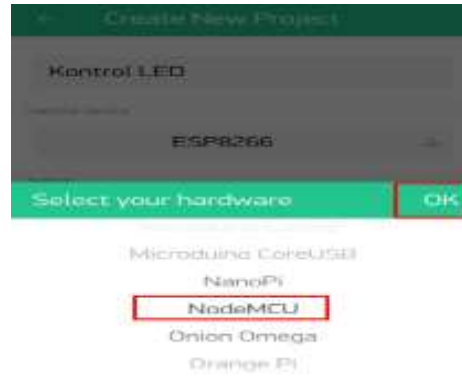 Create New Project
Kontrol LED
ESP8266
Select your hardware
OK
Microduino CoreUSB
NanoPi
NodeMCU
Onion Omega
Orange Pi